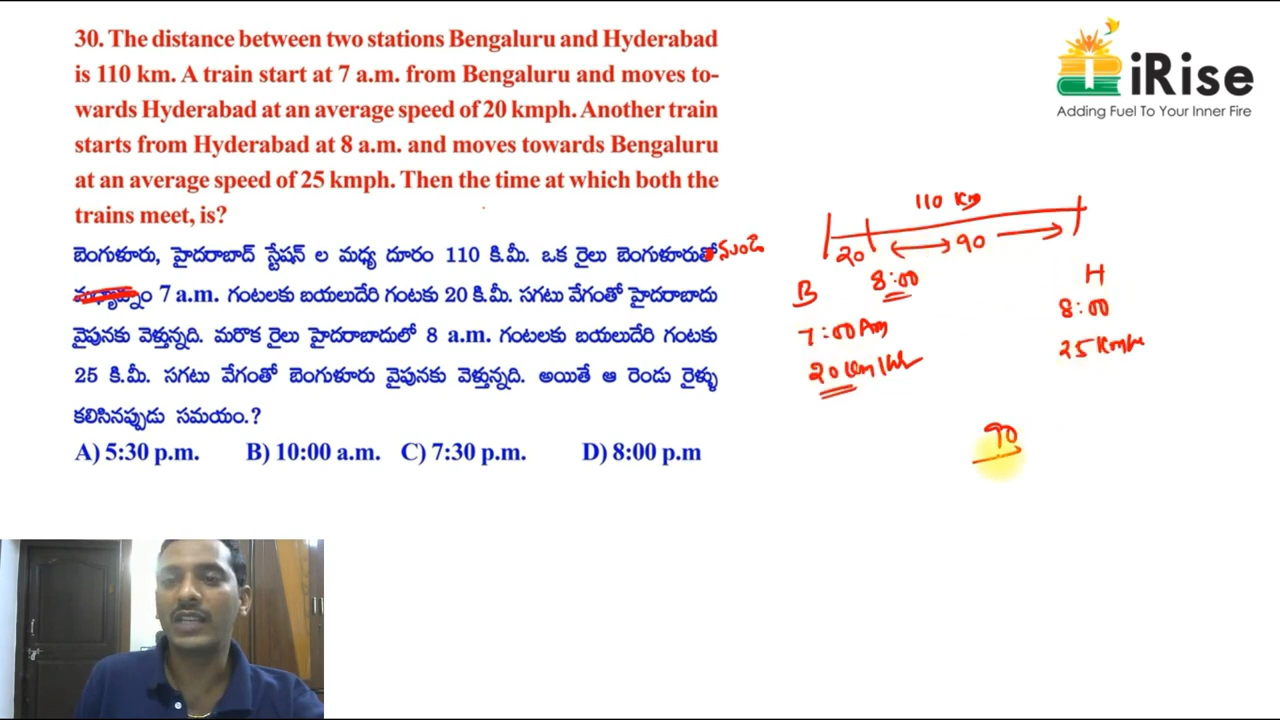 30. The distance between two stations Bengaluru and Hyderabad
is 110 km. A train start at 7 a.m. from Bengaluru and moves to-
wards Hyderabad at an average speed of 20 kmph. Another train
starts from Hyderabad at 8 a.m. and moves towards Bengaluru
at an average speed of 25 kmph. Then the time at which both the
trains meet, is?
బెంగుళూరు, హైదరాబాద్ స్టేషన్ ల మధ్య దూరం 110 కి.మీ. ఒక రైలు బెంగుళూరుతో నుండి
మధ్యాహ్నం 7 a.m. గంటలకు బయలుదేరి గంటకు 20 కి.మీ. సగటు వేగంతో హైదరాబాదు
వైపునకు వెళ్తున్నది. మరొక రైలు హైదరాబాదులో 8 a.m. గంటలకు బయలుదేరి గంటకు
25 కి.మీ. సగటు వేగంతో బెంగుళూరు వైపునకు వెళ్తున్నది. అయితే ఆ రెండు రైళ్ళు
కలిసినప్పుడు సమయం.?
A) 5:30 p.m. B) 10:00 a.m. C) 7:30 p.m. D) 8:00 p.m
iRise
Adding Fuel To Your Inner Fire
110 Km
20 90
B 8:00 H
7:00 Am 8:00
20 km/hr 25 km/hr
90